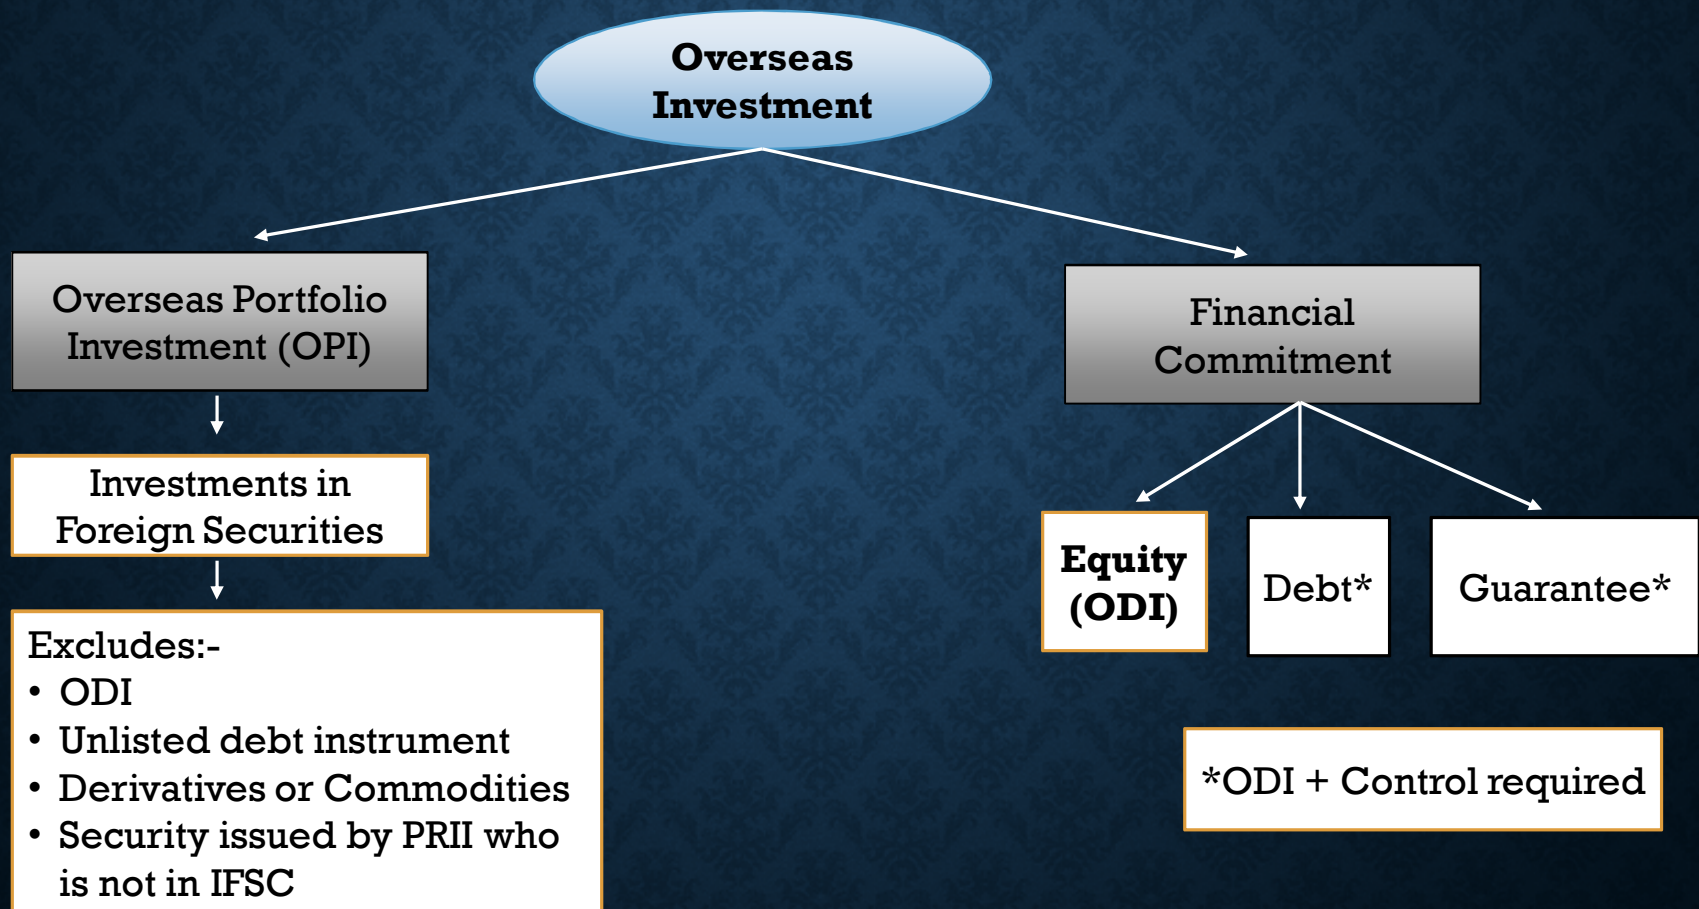 Overseas
Investment
Overseas Portfolio
Investment (OPI)
Financial
Commitment
Investments in
Foreign Securities
Equity
(ODI)
Debt*
Guarantee*
Excludes:-
• ODI
• Unlisted debt instrument
• Derivatives or Commodities
• Security issued by PRII who
is not in IFSC
*ODI + Control required